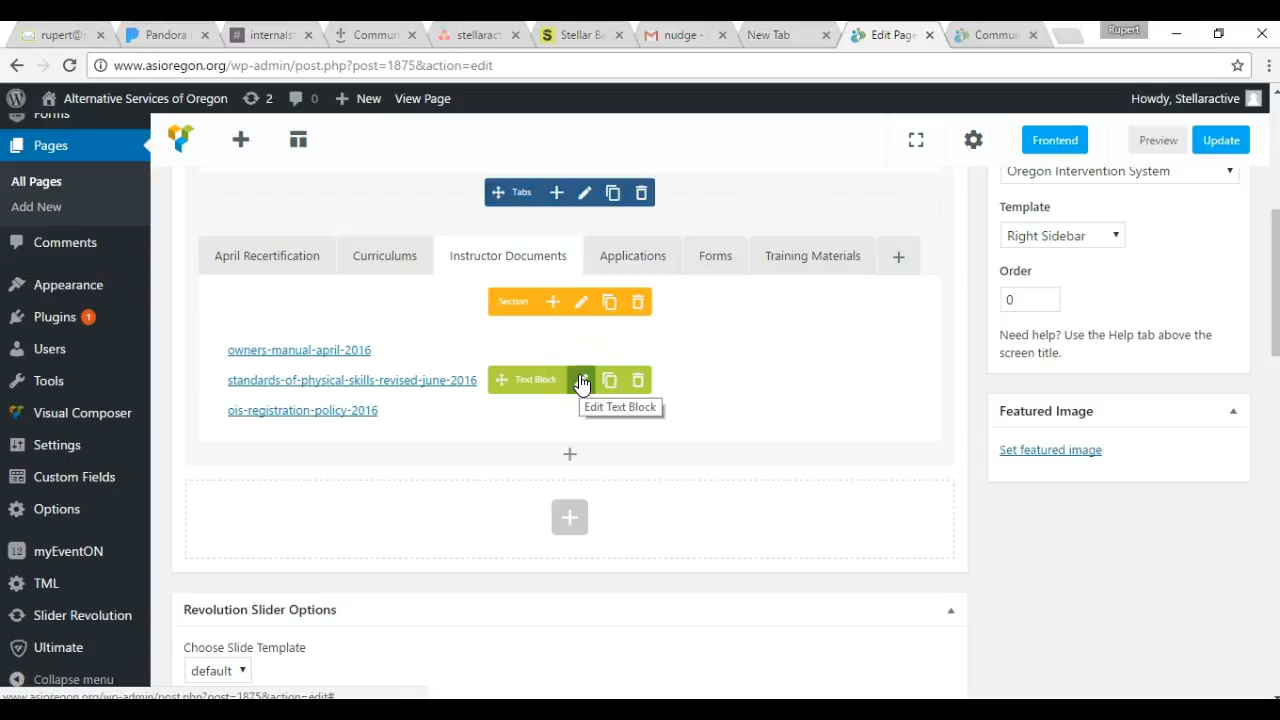 rupert@s
Pandora
internalst
Commun
stellaract
Stellar Ba
nudge -
New Tab
Edit Page
Commun
Rupert
www.asioregon.org/wp-admin/post.php?post=1875&action=edit
Alternative Services of Oregon
2
0
New
View Page
Howdy, Stellaractive
Forms
Pages
All Pages
Add New
Comments
Appearance
Plugins 1
Users
Tools
Visual Composer
Settings
Custom Fields
Options
12 myEventON
TML
Slider Revolution
Ultimate
Collapse menu
Frontend
Preview
Update
Tabs
April Recertification
Curriculums
Instructor Documents
Applications
Forms
Training Materials
Section
owners-manual-april-2016
standards-of-physical-skills-revised-june-2016
Text Block
Edit Text Block
ois-registration-policy-2016
Revolution Slider Options
Choose Slide Template
default
Oregon Intervention System
Template
Right Sidebar
Order
0
Need help? Use the Help tab above the
screen title.
Featured Image
Set featured image
www.asioregon.org/wp-admin/post.php?post=1875&action=edit#